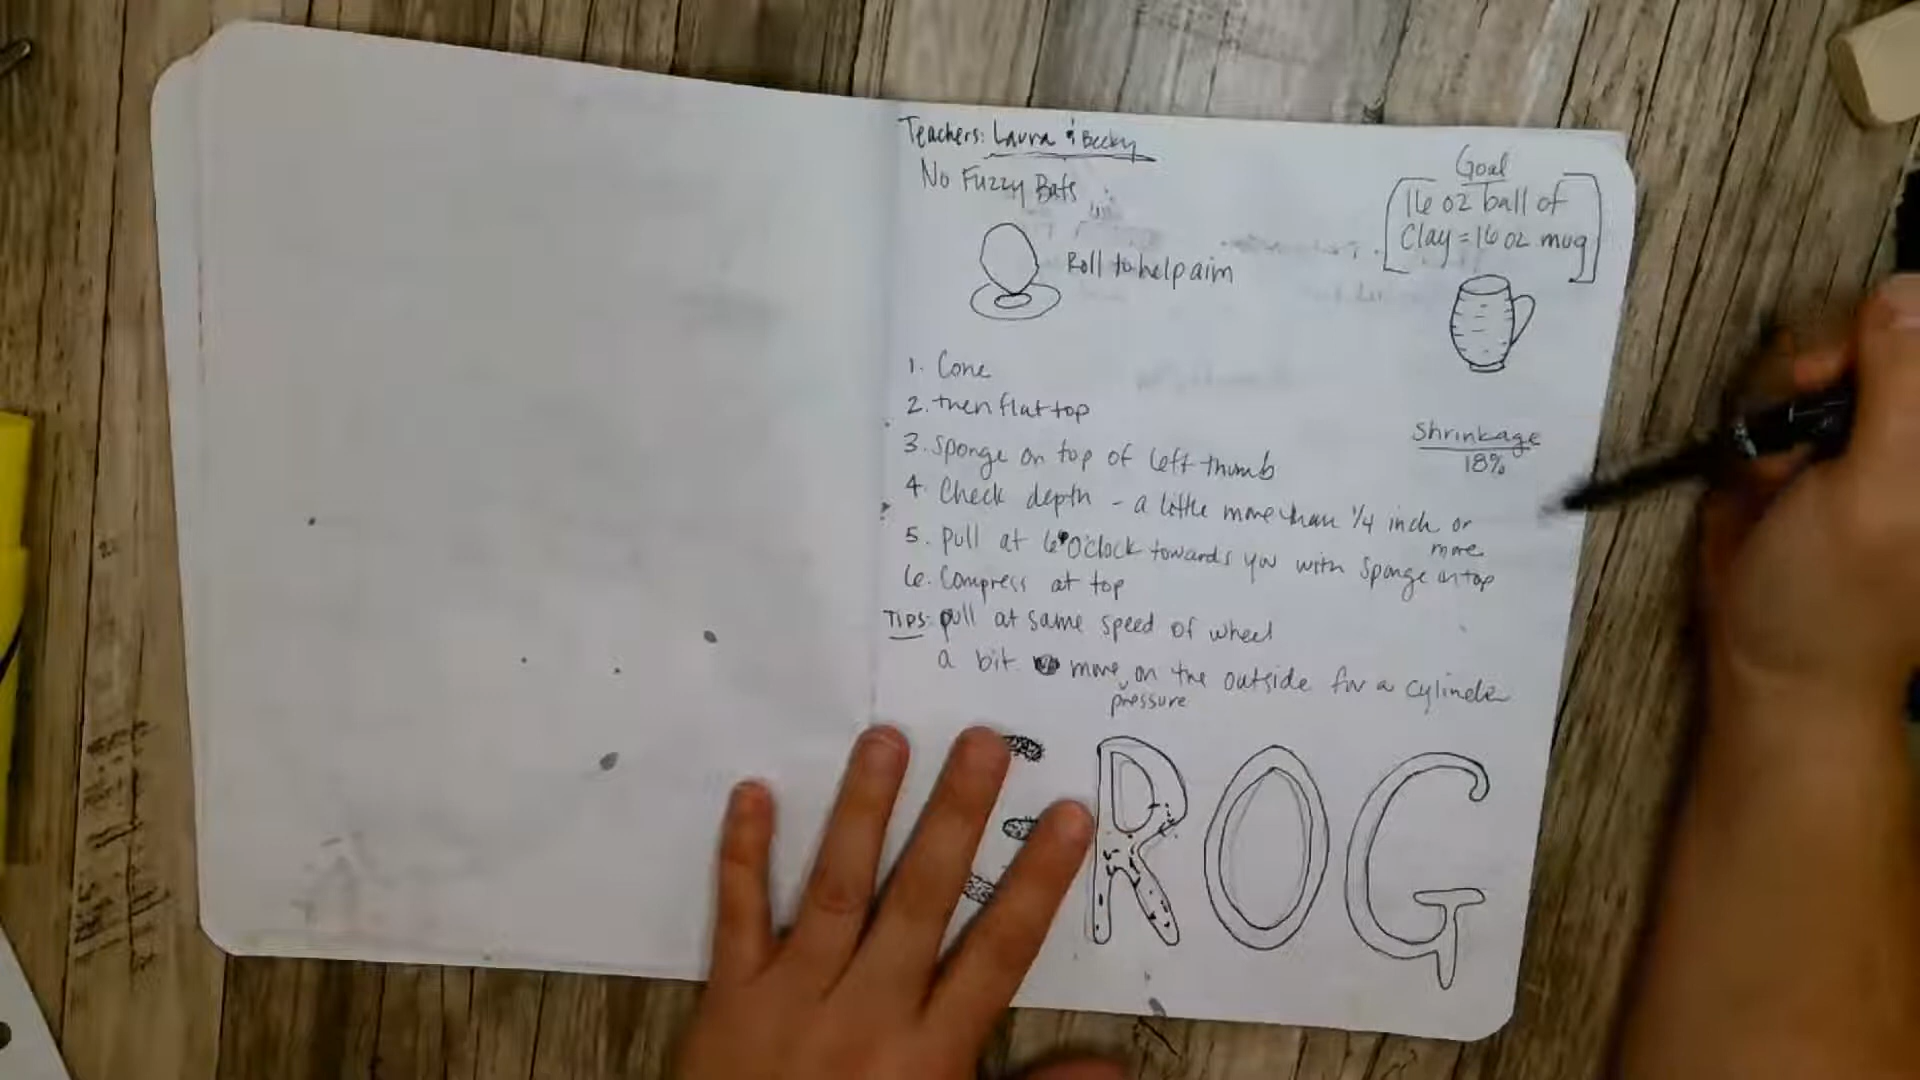 Teachers: Laura & Becky
No Fuzzy Bats
Roll to help aim
Goal
16 oz ball of
Clay = 16 oz mug
1. Cone
2. then flat top
3. Sponge on top of left thumb
4. Check depth - a little more than 1/4 inch or
more
5. pull at 6 O'clock towards you with sponge on top
6. Compress at top
Shrinkage
18%
TIPS: pull at same speed of wheel
a bit more pressure on the outside for a cylinder
ROG